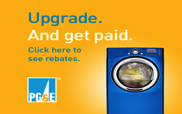 Upgrade.
And get paid.
Click here to
see rebates.
PG&E